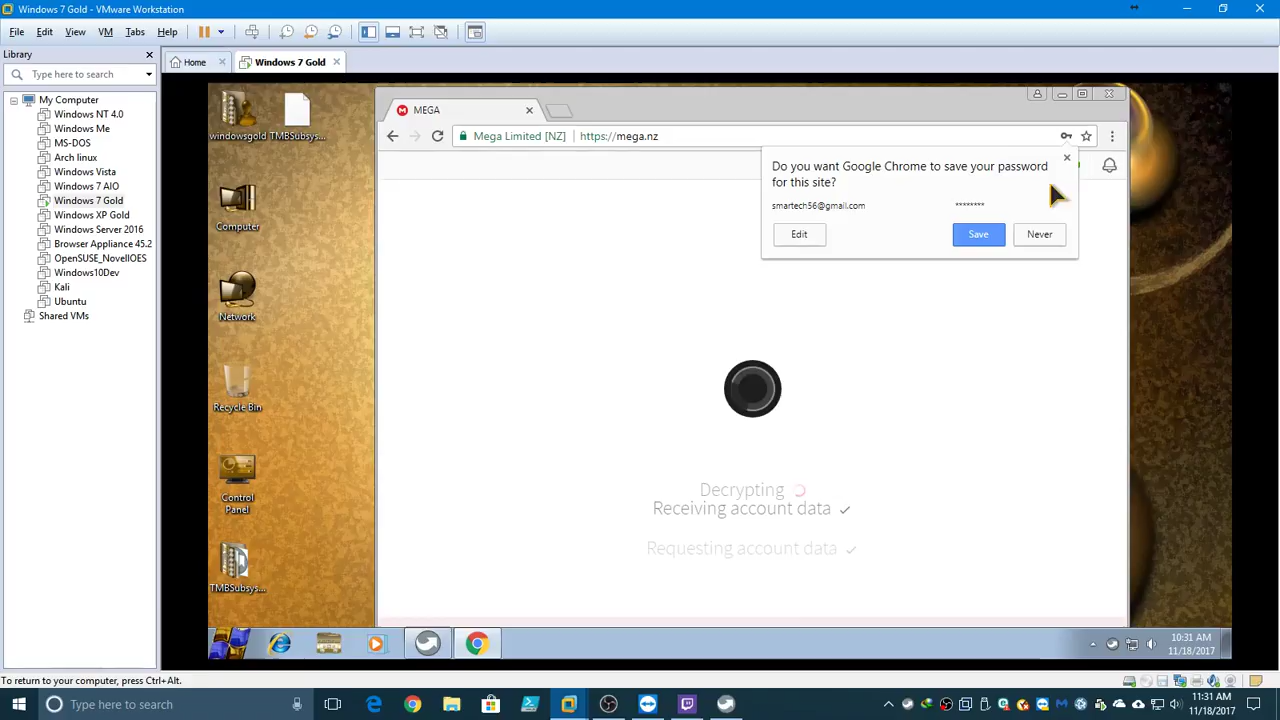 Windows 7 Gold - VMware Workstation
File Edit View VM Tabs Help
Library
Type here to search
My Computer
Windows NT 4.0
Windows Me
MS-DOS
Arch linux
Windows Vista
Windows 7 AIO
Windows 7 Gold
Windows XP Gold
Windows Server 2016
Browser Appliance 45.2
OpenSUSE_NovellOES
Windows10Dev
Kali
Ubuntu
Shared VMs
Home
Windows 7 Gold
windowsgold
TMBSubsys...
Computer
Network
Recycle Bin
Control
Panel
TMBSubsys...
MEGA
Mega Limited [NZ] https://mega.nz
Do you want Google Chrome to save your password
for this site?
smartech56@gmail.com ********
Edit
Save
Never
Decrypting
Receiving account data
Requesting account data
10:31 AM
11/18/2017
To return to your computer, press Ctrl+Alt.
Type here to search
11:31 AM
11/18/2017